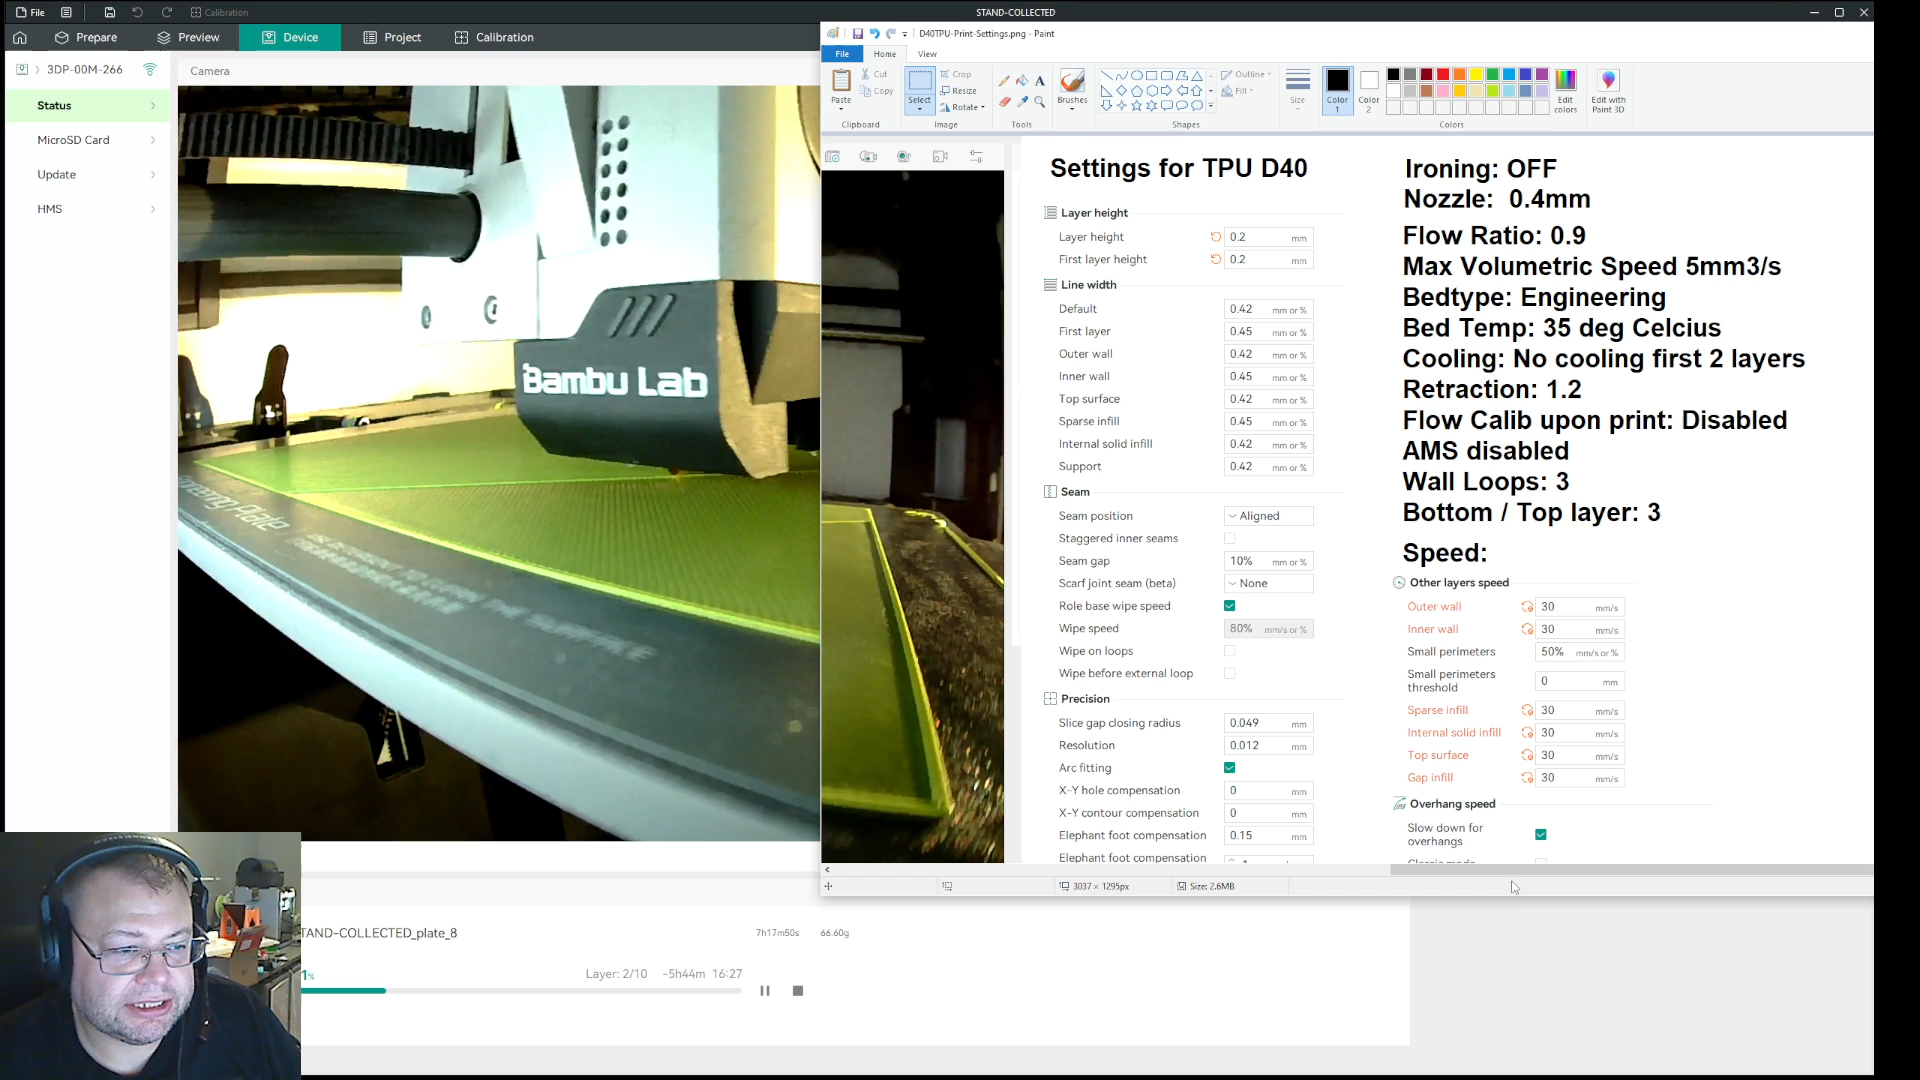 File
Calibration
STAND-COLLECTED
Prepare
Preview
Device
Project
Calibration
3DP-00M-266
Camera
Status
MicroSD Card
Update
HMS
Bambu Lab
D40TPU-Print-Settings.png - Paint
File
Home
View
Paste
Cut
Copy
Clipboard
Select
Crop
Resize
Rotate
Image
Tools
Brushes
Shapes
Outline
Fill
Size
Color 1
Color 2
Colors
Edit colors
Edit with Paint 3D
Settings for TPU D40
Layer height
Layer height 0.2 mm
First layer height 0.2 mm
Line width
Default 0.42 mm or %
First layer 0.45 mm or %
Outer wall 0.42 mm or %
Inner wall 0.45 mm or %
Top surface 0.42 mm or %
Sparse infill 0.45 mm or %
Internal solid infill 0.42 mm or %
Support 0.42 mm or %
Seam
Seam position Aligned
Staggered inner seams
Seam gap 10% mm or %
Scarf joint seam (beta) None
Role base wipe speed
Wipe speed 80% mm/s or %
Wipe on loops
Wipe before external loop
Precision
Slice gap closing radius 0.049 mm
Resolution 0.012 mm
Arc fitting
X-Y hole compensation 0 mm
X-Y contour compensation 0 mm
Elephant foot compensation 0.15 mm
Elephant foot compensation
Ironing: OFF
Nozzle: 0.4mm
Flow Ratio: 0.9
Max Volumetric Speed 5mm3/s
Bedtype: Engineering
Bed Temp: 35 deg Celcius
Cooling: No cooling first 2 layers
Retraction: 1.2
Flow Calib upon print: Disabled
AMS disabled
Wall Loops: 3
Bottom / Top layer: 3
Speed:
Other layers speed
Outer wall 30 mm/s
Inner wall 30 mm/s
Small perimeters 50% mm/s or %
Small perimeters threshold 0 mm
Sparse infill 30 mm/s
Internal solid infill 30 mm/s
Top surface 30 mm/s
Gap infill 30 mm/s
Overhang speed
Slow down for overhangs
3037 × 1295px
Size: 2.6MB
TAND-COLLECTED_plate_8
7h17m50s
66.60g
1%
Layer: 2/10
-5h44m
16:27